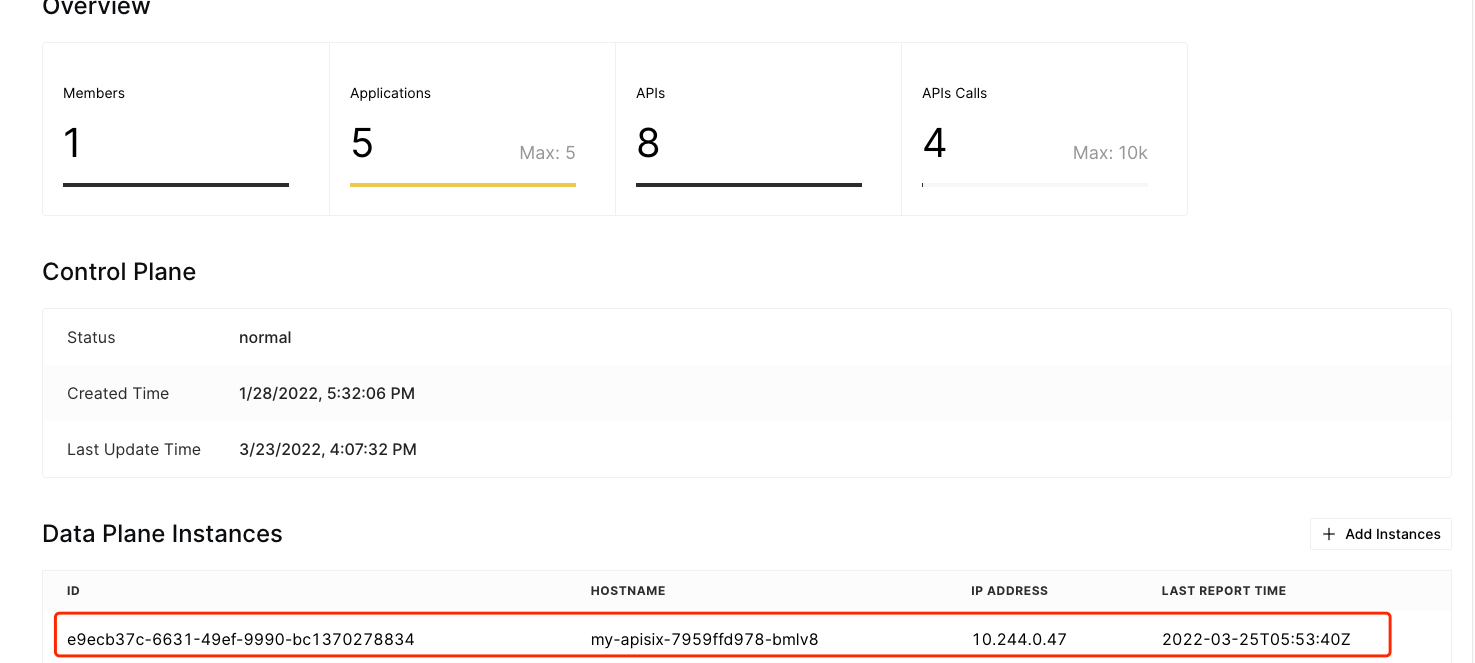 Overview
Members
Applications
APIs
APIs Calls
1
5
Max: 5
8
4
Max: 10k
Control Plane
Status normal
Created Time 1/28/2022, 5:32:06 PM
Last Update Time 3/23/2022, 4:07:32 PM
Data Plane Instances
+ Add Instances
ID HOSTNAME IP ADDRESS LAST REPORT TIME
e9ecb37c-6631-49ef-9990-bc1370278834 my-apisix-7959ffd978-bmlv8 10.244.0.47 2022-03-25T05:53:40Z